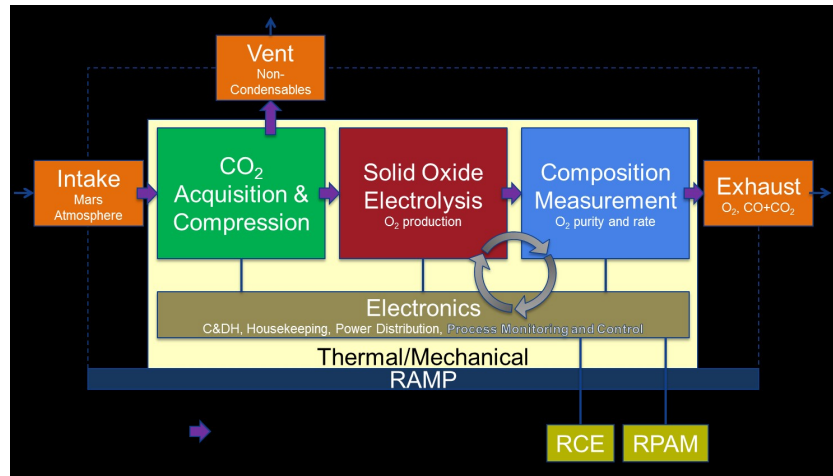 Vent
Non-
Condensables
Intake
Mars
Atmosphere
CO₂
Acquisition &
Compression
Solid Oxide
Electrolysis
O₂ production
Composition
Measurement
O₂ purity and rate
Exhaust
O₂, CO+CO₂
Electronics
C&DH, Housekeeping, Power Distribution, Process Monitoring and Control
Thermal/Mechanical
RAMP
RCE
RPAM